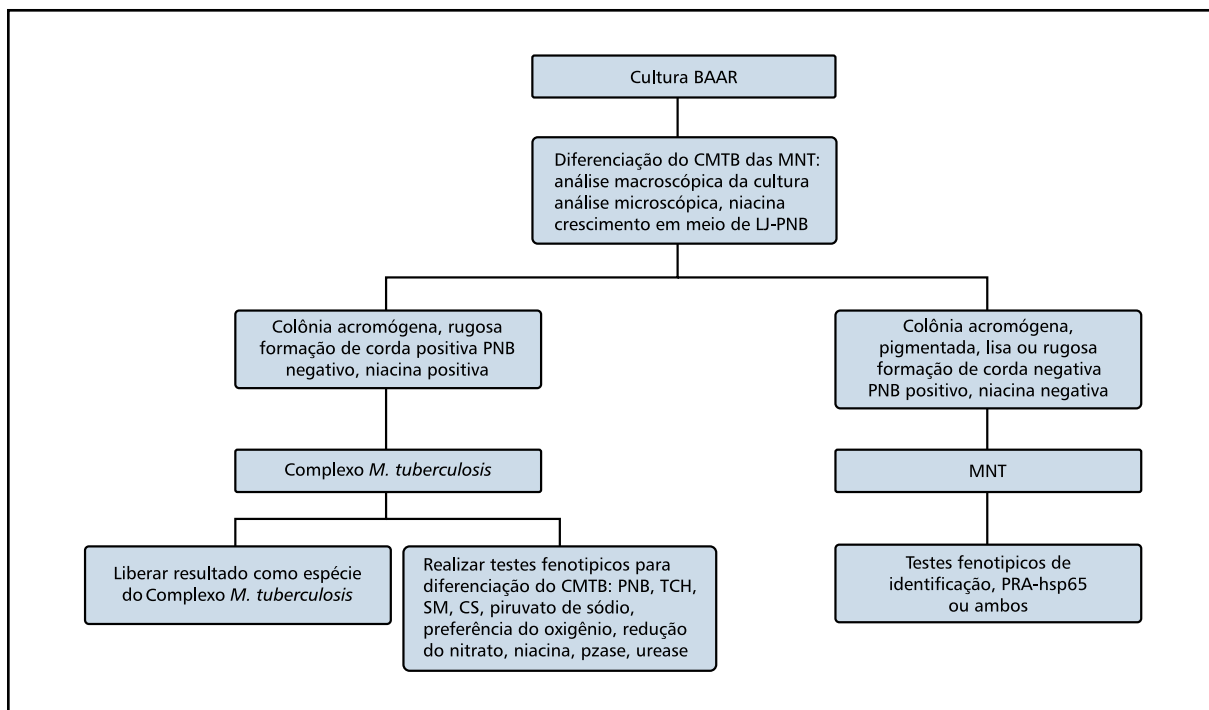 Cultura BAAR
Diferenciação do CMTB das MNT:
análise macroscópica da cultura
análise microscópica, niacina
crescimento em meio de LJ-PNB
Colônia acromógena, rugosa
formação de corda positiva PNB
negativo, niacina positiva
Colônia acromógena,
pigmentada, lisa ou rugosa
formação de corda negativa
PNB positivo, niacina negativa
Complexo M. tuberculosis
MNT
Liberar resultado como espécie
do Complexo M. tuberculosis
Realizar testes fenotipicos para
diferenciação do CMTB: PNB, TCH,
SM, CS, piruvato de sódio,
preferência do oxigênio, redução
do nitrato, niacina, pzase, urease
Testes fenotipicos de
identificação, PRA-hsp65
ou ambos